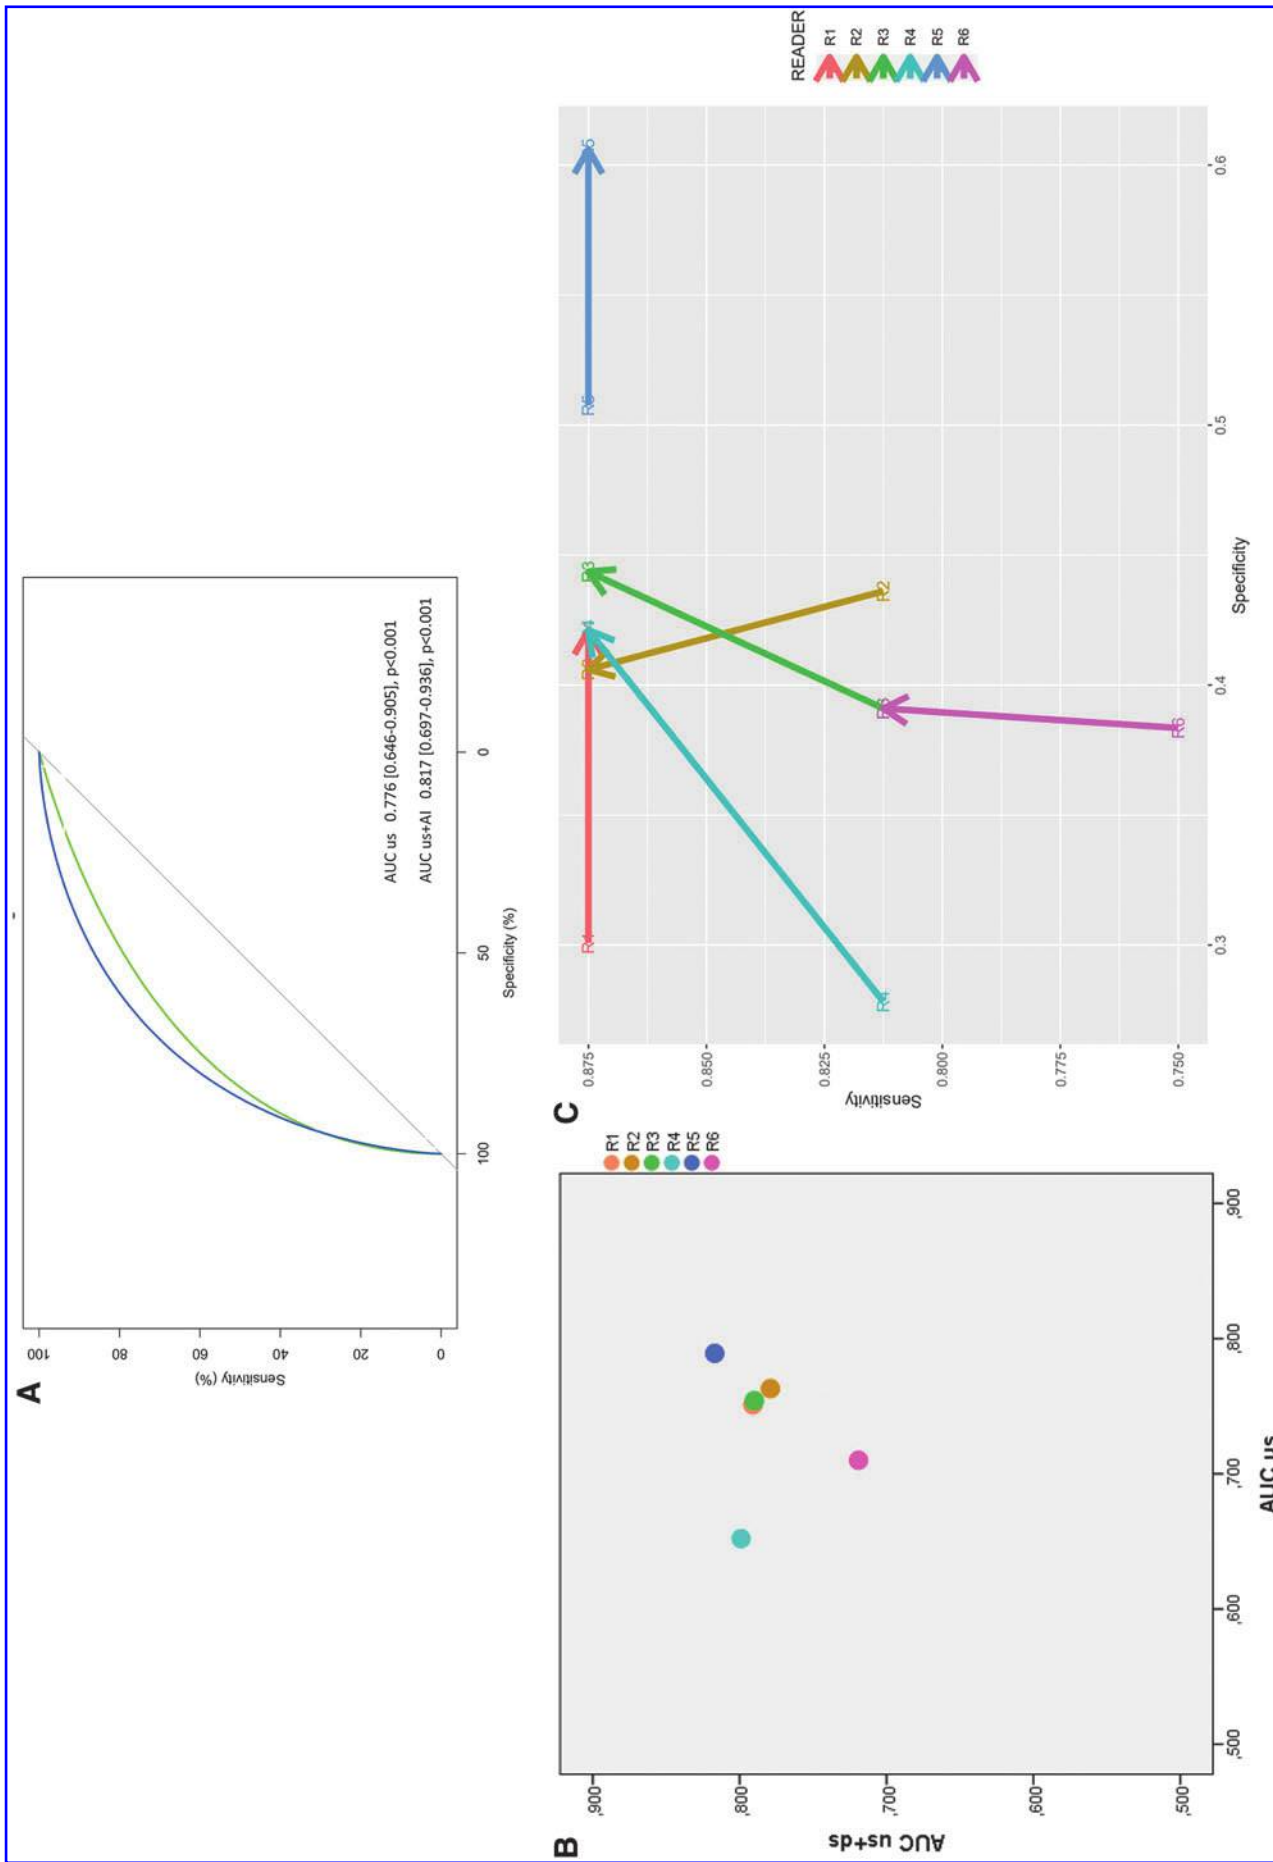 A
Sensitivity (%)
100
80
60
40
20
0
100
50
0
Specificity (%)
AUC us 0.776 [0.646-0.905], p<0.001
AUC us+AI 0.817 [0.697-0.936], p<0.001
B
AUC us+ds
,900
,800
,700
,600
,500
,500
,600
,700
,800
,900
AUC us
R1
R2
R3
R4
R5
R6
C
Sensitivity
0.875
0.850
0.825
0.800
0.775
0.750
0.3
0.4
0.5
0.6
Specificity
R4
R2
R3
R5
R6
READER
R1
R2
R3
R4
R5
R6